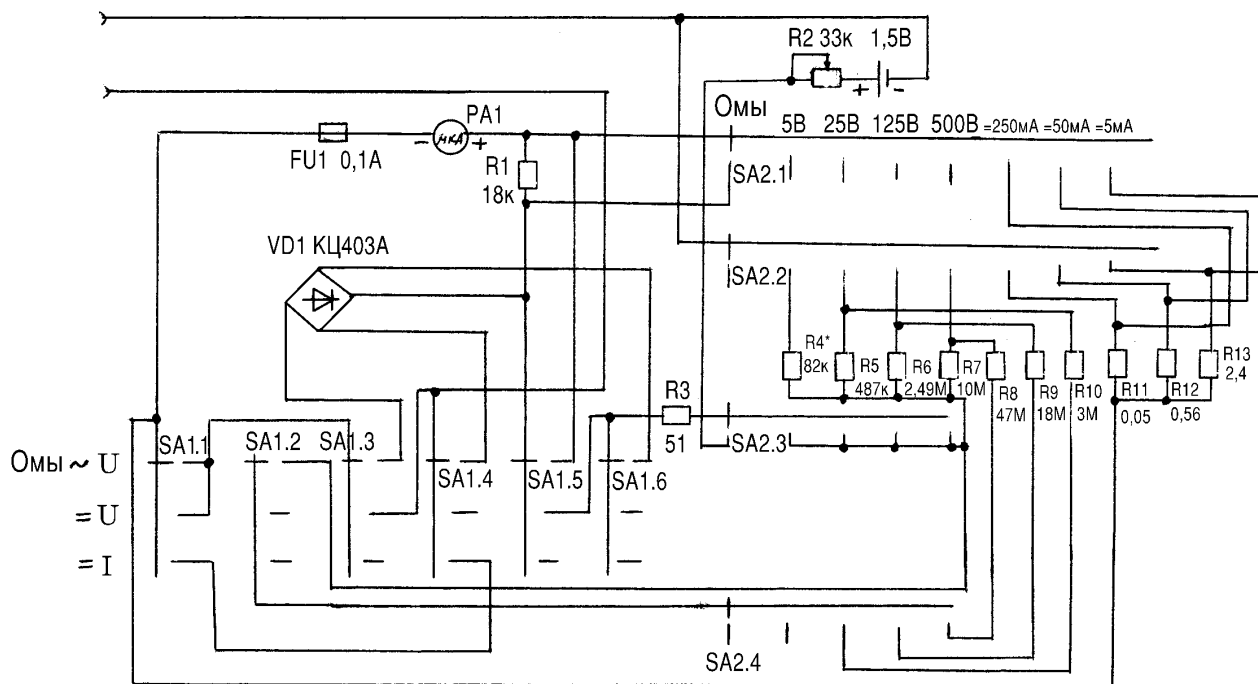 R2 33к 1,5В
+ -
Омы 5В 25В 125В 500В =250мА =50мА =5мА
PA1
- мкА +
FU1 0,1А
R1
18к
SA2.1
VD1 КЦ403А
SA2.2
R4*
82к
R5
487к
R6
2,49М
R7
10М
R8
47М
R9
18М
R10
3М
R11
0,05
R12
0,56
R13
2,4
R3
51
SA2.3
SA1.1 SA1.2 SA1.3 SA1.4 SA1.5 SA1.6
Омы ~ U
= U
= I
SA2.4